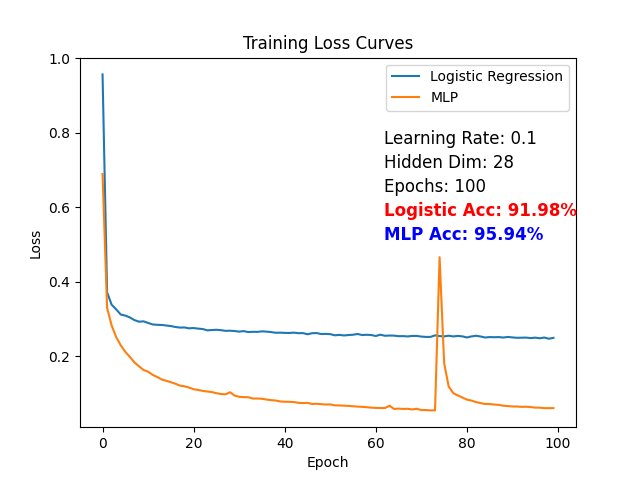 Training Loss Curves
1.0
0.8
0.6
0.4
0.2
Loss
Logistic Regression
MLP
Learning Rate: 0.1
Hidden Dim: 28
Epochs: 100
Logistic Acc: 91.98%
MLP Acc: 95.94%
0 20 40 60 80 100
Epoch